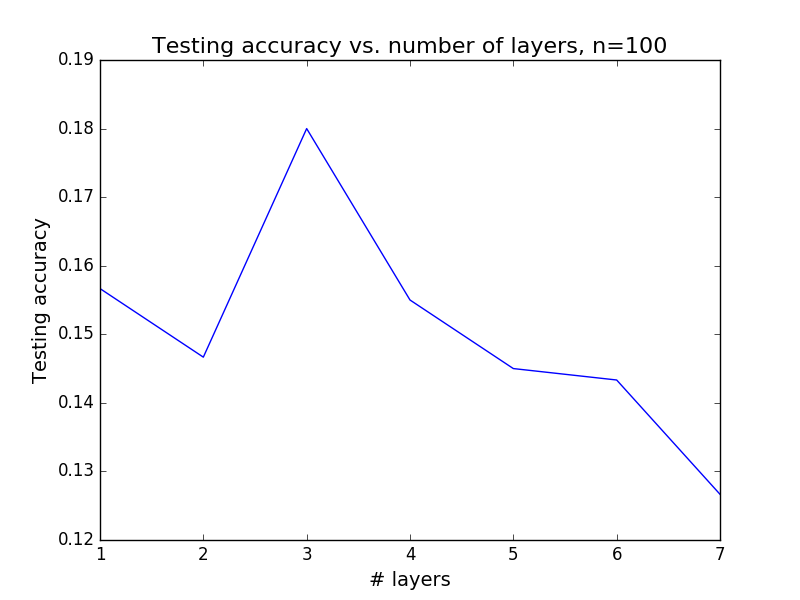 Testing accuracy vs. number of layers, n=100
0.19
0.18
0.17
0.16
0.15
0.14
0.13
0.12
Testing accuracy
1 2 3 4 5 6 7
# layers